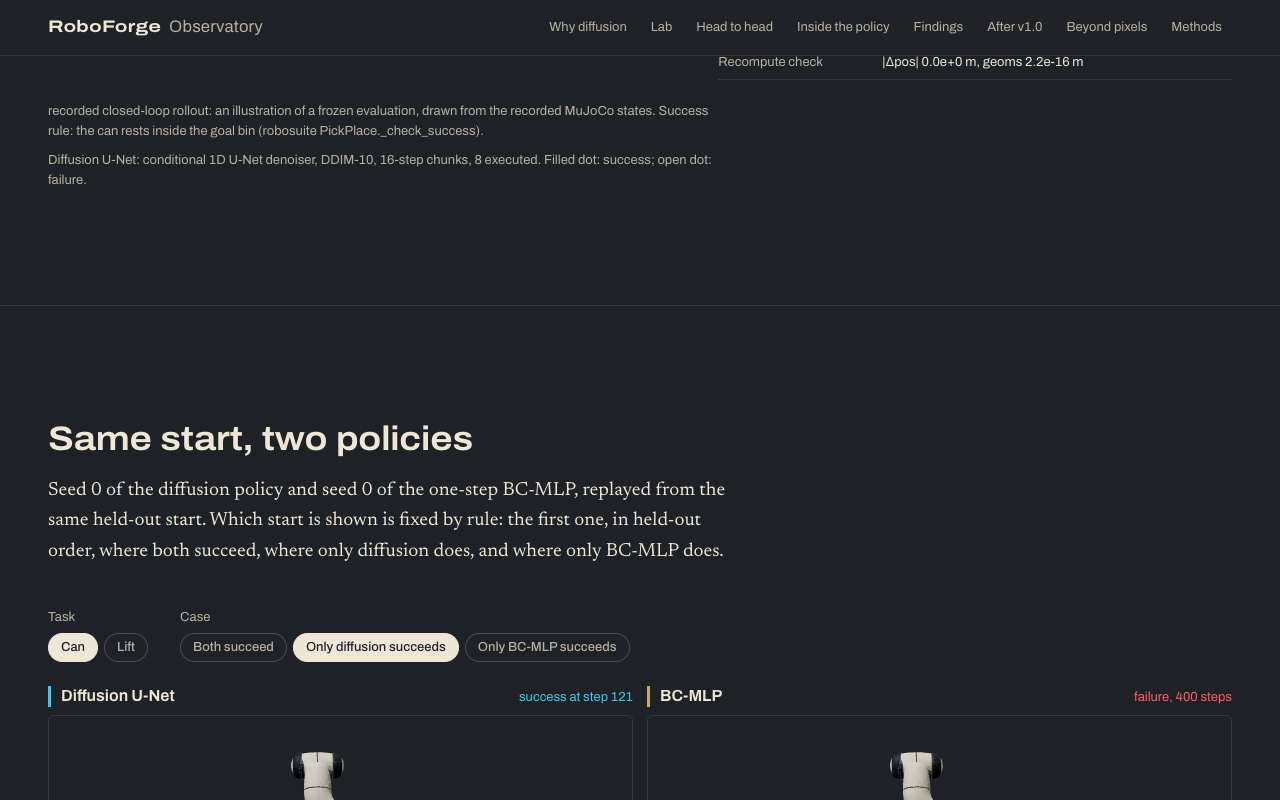 RoboForge Observatory
Why diffusion Lab Head to head Inside the policy Findings After v1.0 Beyond pixels Methods
Recompute check |Δpos| 0.0e+0 m, geoms 2.2e-16 m
recorded closed-loop rollout: an illustration of a frozen evaluation, drawn from the recorded MuJoCo states. Success
rule: the can rests inside the goal bin (robosuite PickPlace._check_success).
Diffusion U-Net: conditional 1D U-Net denoiser, DDIM-10, 16-step chunks, 8 executed. Filled dot: success; open dot:
failure.
Same start, two policies
Seed 0 of the diffusion policy and seed 0 of the one-step BC-MLP, replayed from the
same held-out start. Which start is shown is fixed by rule: the first one, in held-out
order, where both succeed, where only diffusion does, and where only BC-MLP does.
Task Case
Can Lift Both succeed Only diffusion succeeds Only BC-MLP succeeds
Diffusion U-Net success at step 121 BC-MLP failure, 400 steps